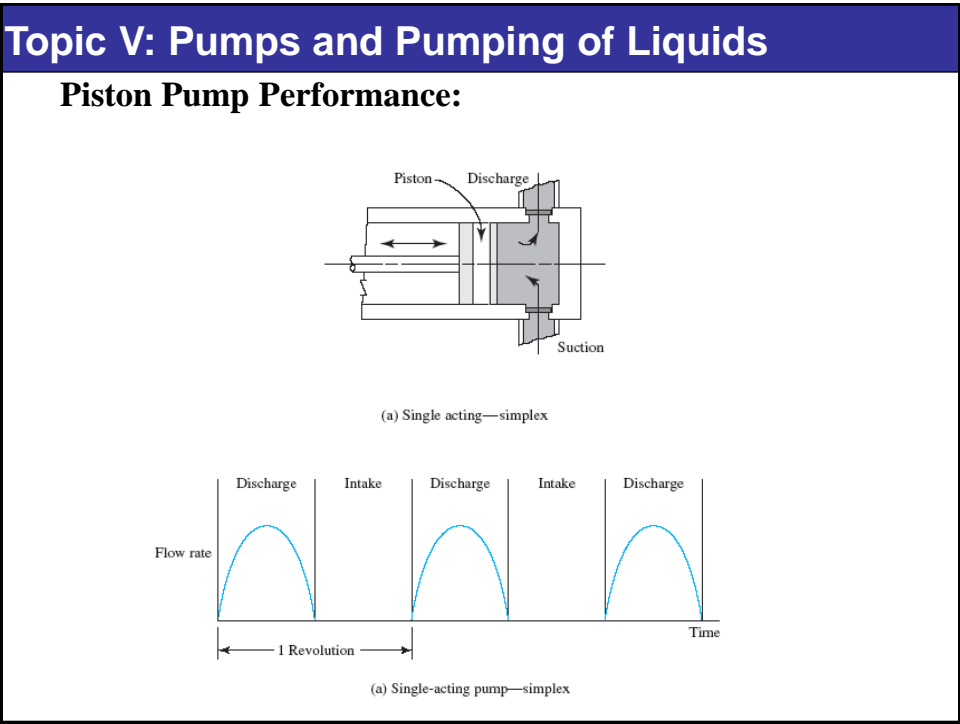 Topic V: Pumps and Pumping of Liquids
Piston Pump Performance:
Piston Discharge
Suction
(a) Single acting—simplex
Discharge Intake Discharge Intake Discharge
Flow rate
Time
1 Revolution
(a) Single-acting pump—simplex